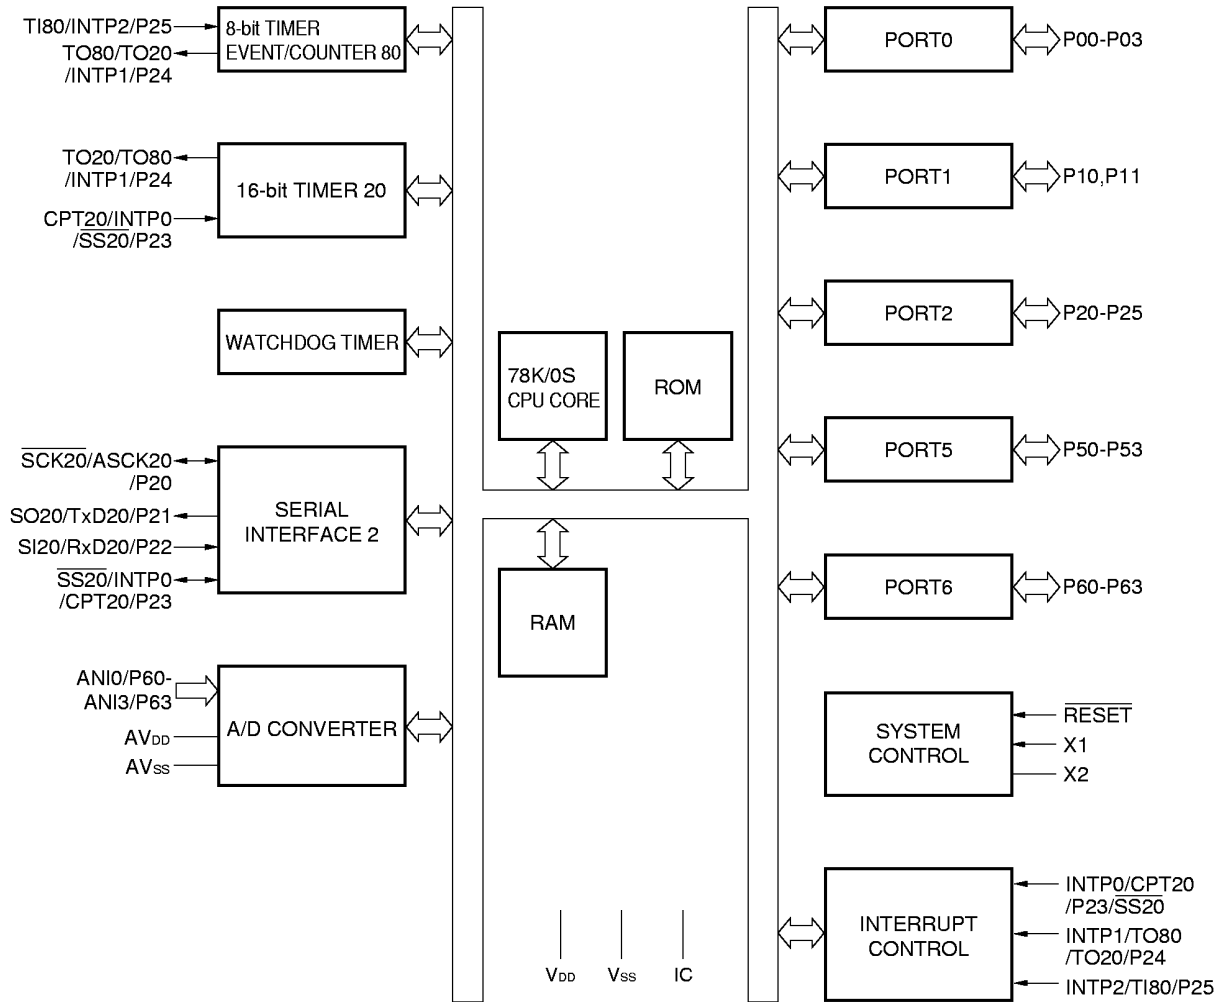 TI80/INTP2/P25
TO80/TO20
/INTP1/P24
8-bit TIMER
EVENT/COUNTER 80
TO20/TO80
/INTP1/P24
CPT20/INTP0
/SS20/P23
16-bit TIMER 20
WATCHDOG TIMER
SCK20/ASCK20
/P20
SO20/TxD20/P21
SI20/RxD20/P22
SS20/INTP0
/CPT20/P23
SERIAL
INTERFACE 2
ANI0/P60-
ANI3/P63
AVDD
AVSS
A/D CONVERTER
78K/0S
CPU CORE
ROM
RAM
VDD
VSS
IC
PORT0
P00-P03
PORT1
P10,P11
PORT2
P20-P25
PORT5
P50-P53
PORT6
P60-P63
SYSTEM
CONTROL
RESET
X1
X2
INTERRUPT
CONTROL
INTP0/CPT20
/P23/SS20
INTP1/TO80
/TO20/P24
INTP2/TI80/P25